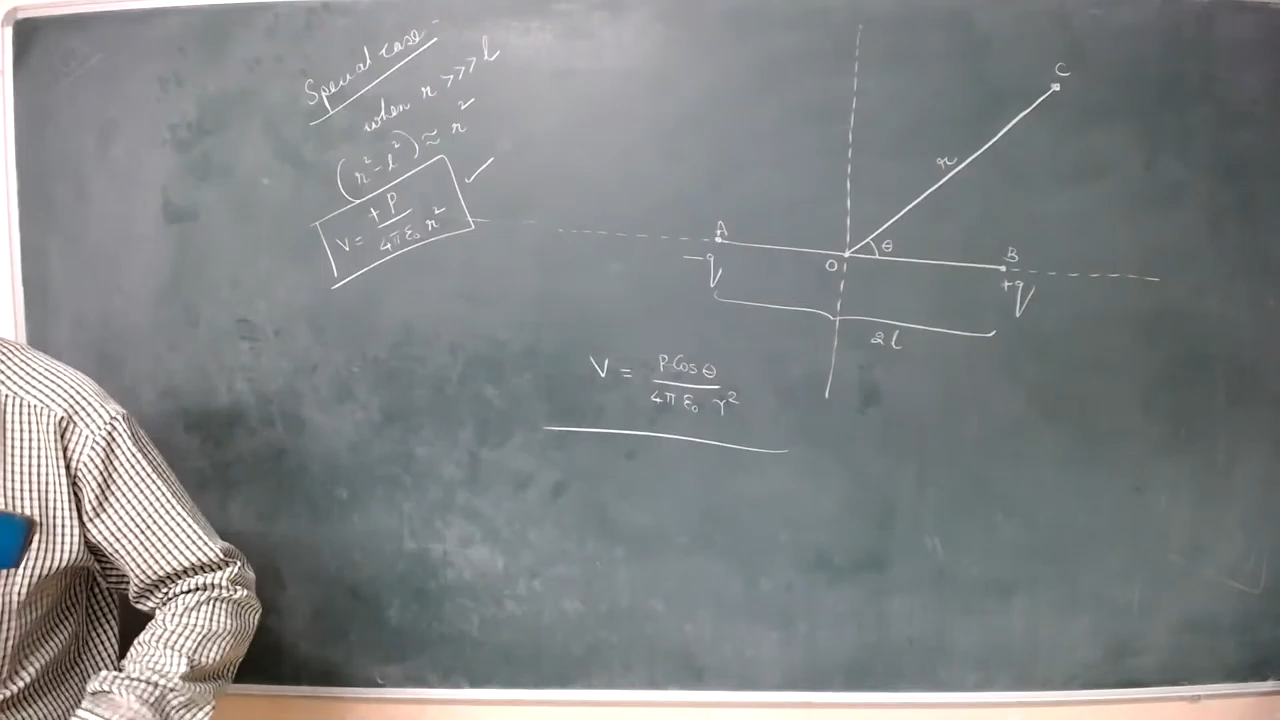 Special case
when r >>> l
(r² - l²) ≈ r²
V = +P / 4πε₀ r²
C
r
A
θ
B
O
-q
+q
2l
V = P Cos θ / 4π ε₀ r²